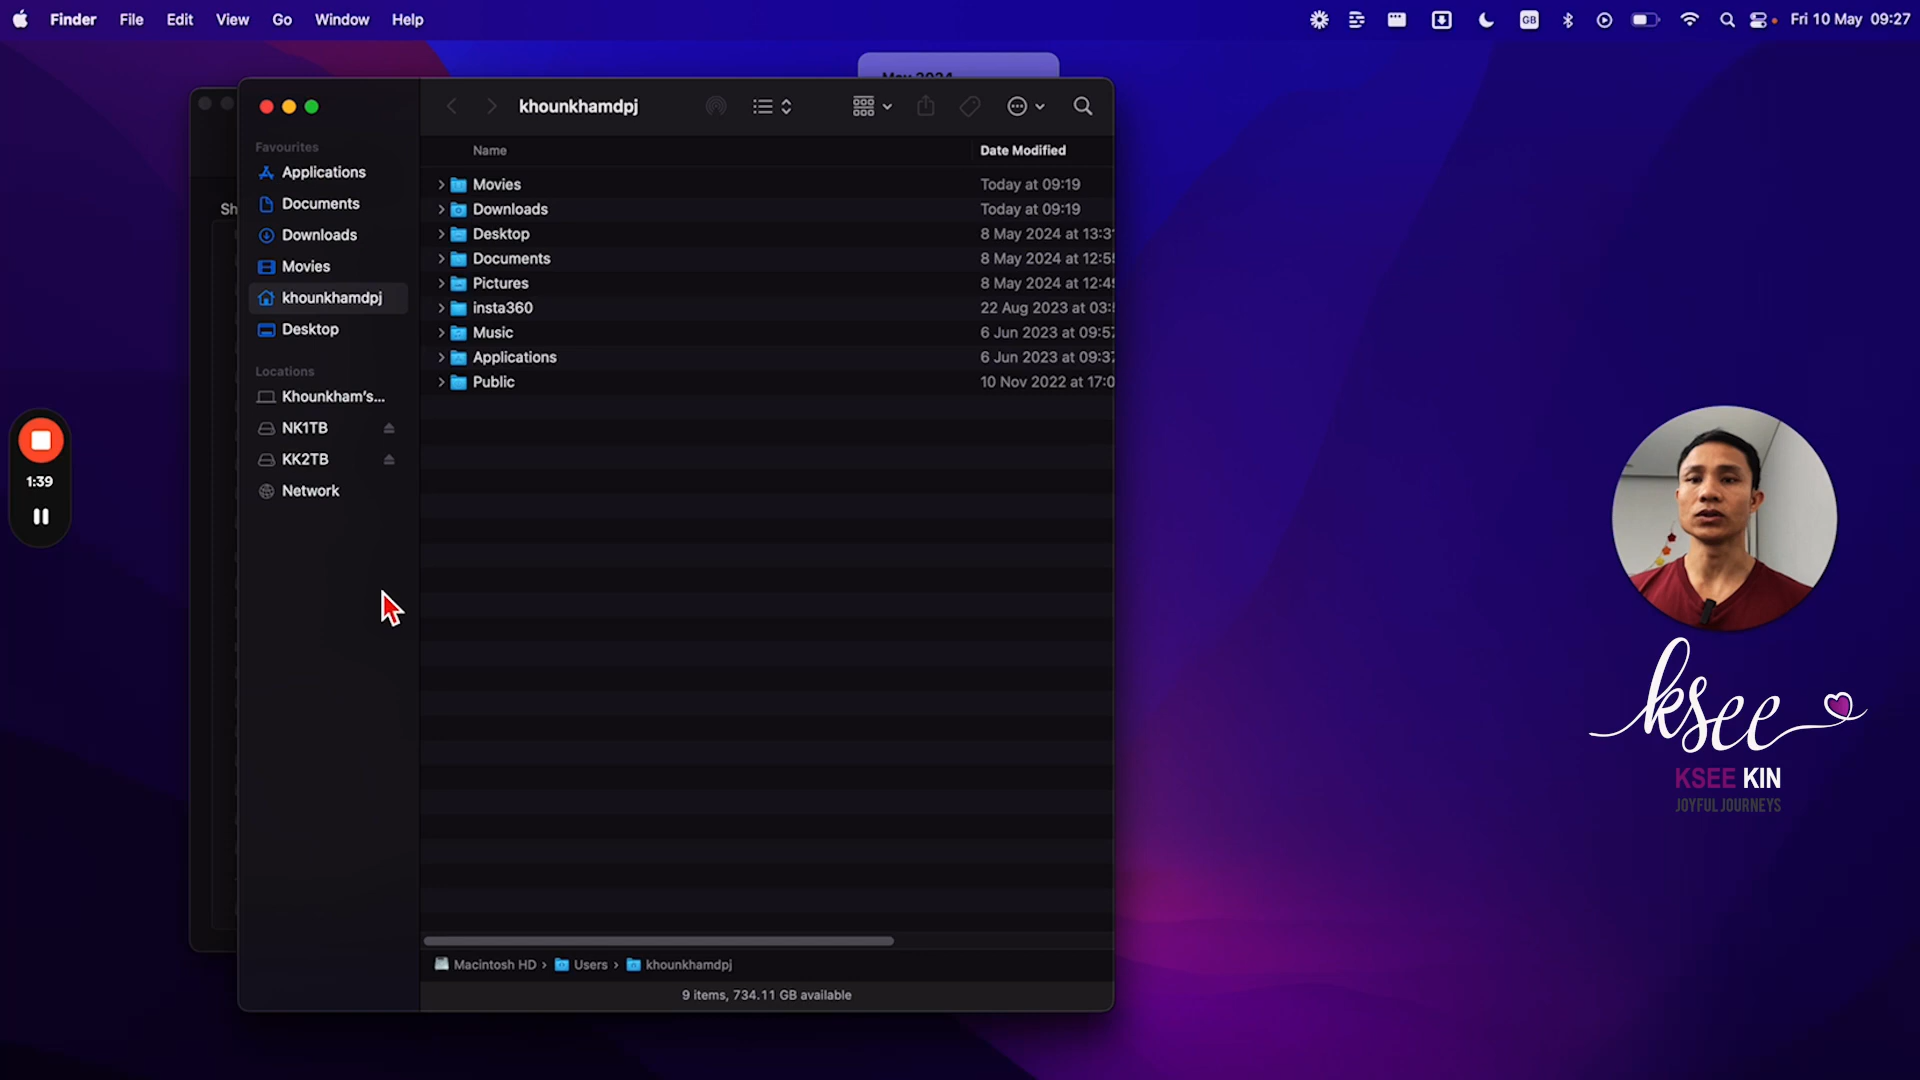 Finder File Edit View Go Window Help
GB
Fri 10 May 09:27
khounkhamdpj
Sh
1:39
Favourites
Applications
Documents
Downloads
Movies
khounkhamdpj
Desktop
Locations
Khounkham's...
NK1TB
KK2TB
Network
Name Date Modified
Movies Today at 09:19
Downloads Today at 09:19
Desktop 8 May 2024 at 13:3
Documents 8 May 2024 at 12:5
Pictures 8 May 2024 at 12:4
insta360 22 Aug 2023 at 03:
Music 6 Jun 2023 at 09:5
Applications 6 Jun 2023 at 09:3
Public 10 Nov 2022 at 17:0
Macintosh HD › Users › khounkhamdpj
9 items, 734.11 GB available
ksee
KSEE KIN
JOYFUL JOURNEYS